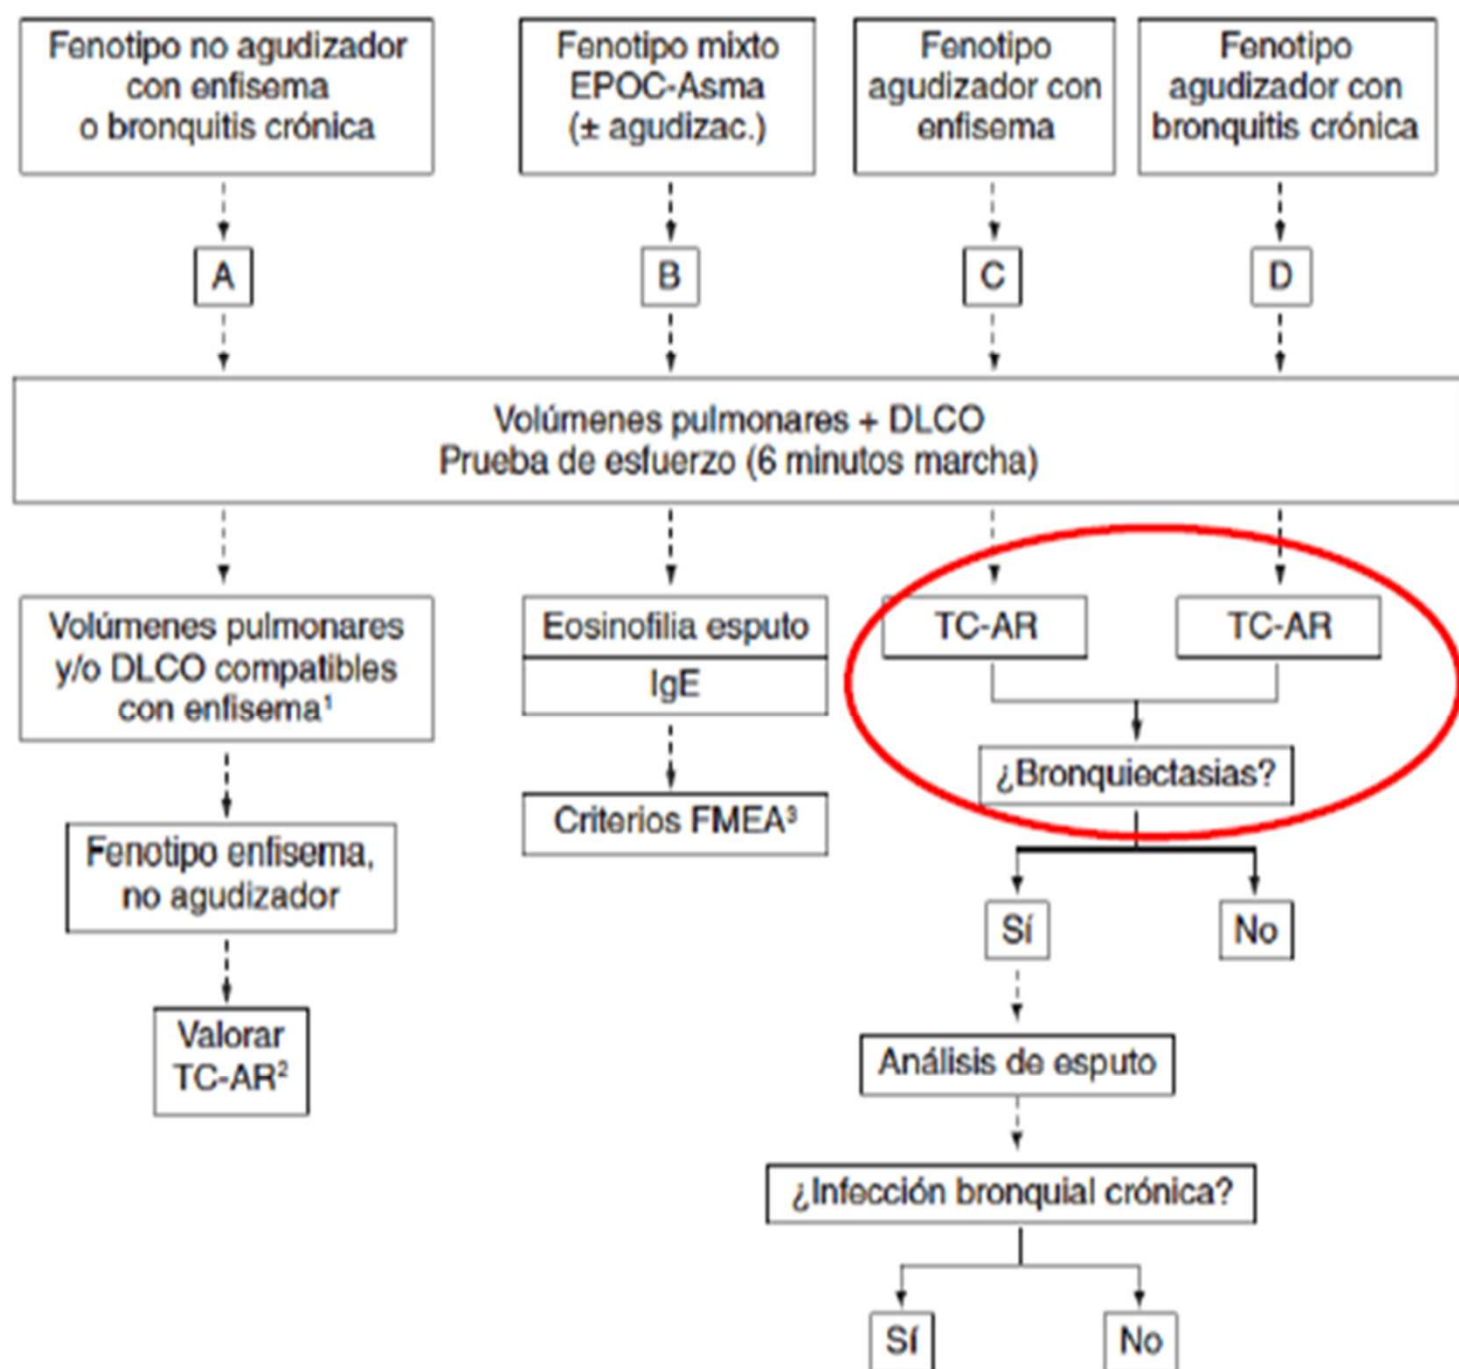 Fenotipo no agudizador
con enfisema
o bronquitis crónica
Fenotipo mixto
EPOC-Asma
(± agudizac.)
Fenotipo
agudizador con
enfisema
Fenotipo
agudizador con
bronquitis crónica
A
B
C
D
Volúmenes pulmonares + DLCO
Prueba de esfuerzo (6 minutos marcha)
Volúmenes pulmonares
y/o DLCO compatibles
con enfisema¹
Eosinofilia esputo
IgE
TC-AR
TC-AR
¿Bronquiectasias?
Criterios FMEA³
Fenotipo enfisema,
no agudizador
Sí
No
Valorar
TC-AR²
Análisis de esputo
¿Infección bronquial crónica?
Sí
No